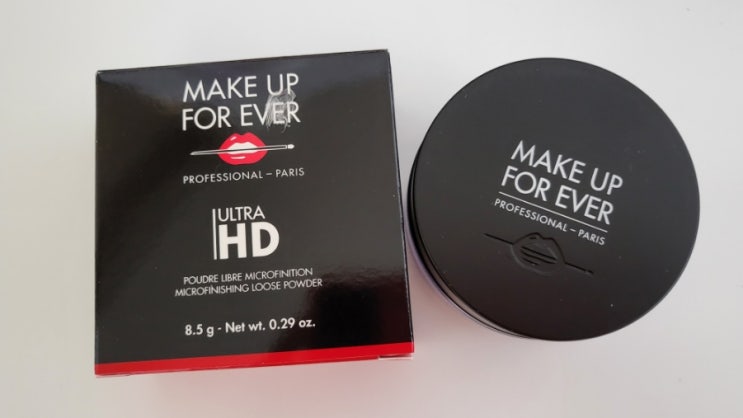 MAKE UP
FOR EVER
PROFESSIONAL – PARIS
ULTRA
HD
POUDRE LIBRE MICROFINITION
MICROFINISHING LOOSE POWDER
8.5 g - Net wt. 0.29 oz.
MAKE UP
FOR EVER
PROFESSIONAL – PARIS